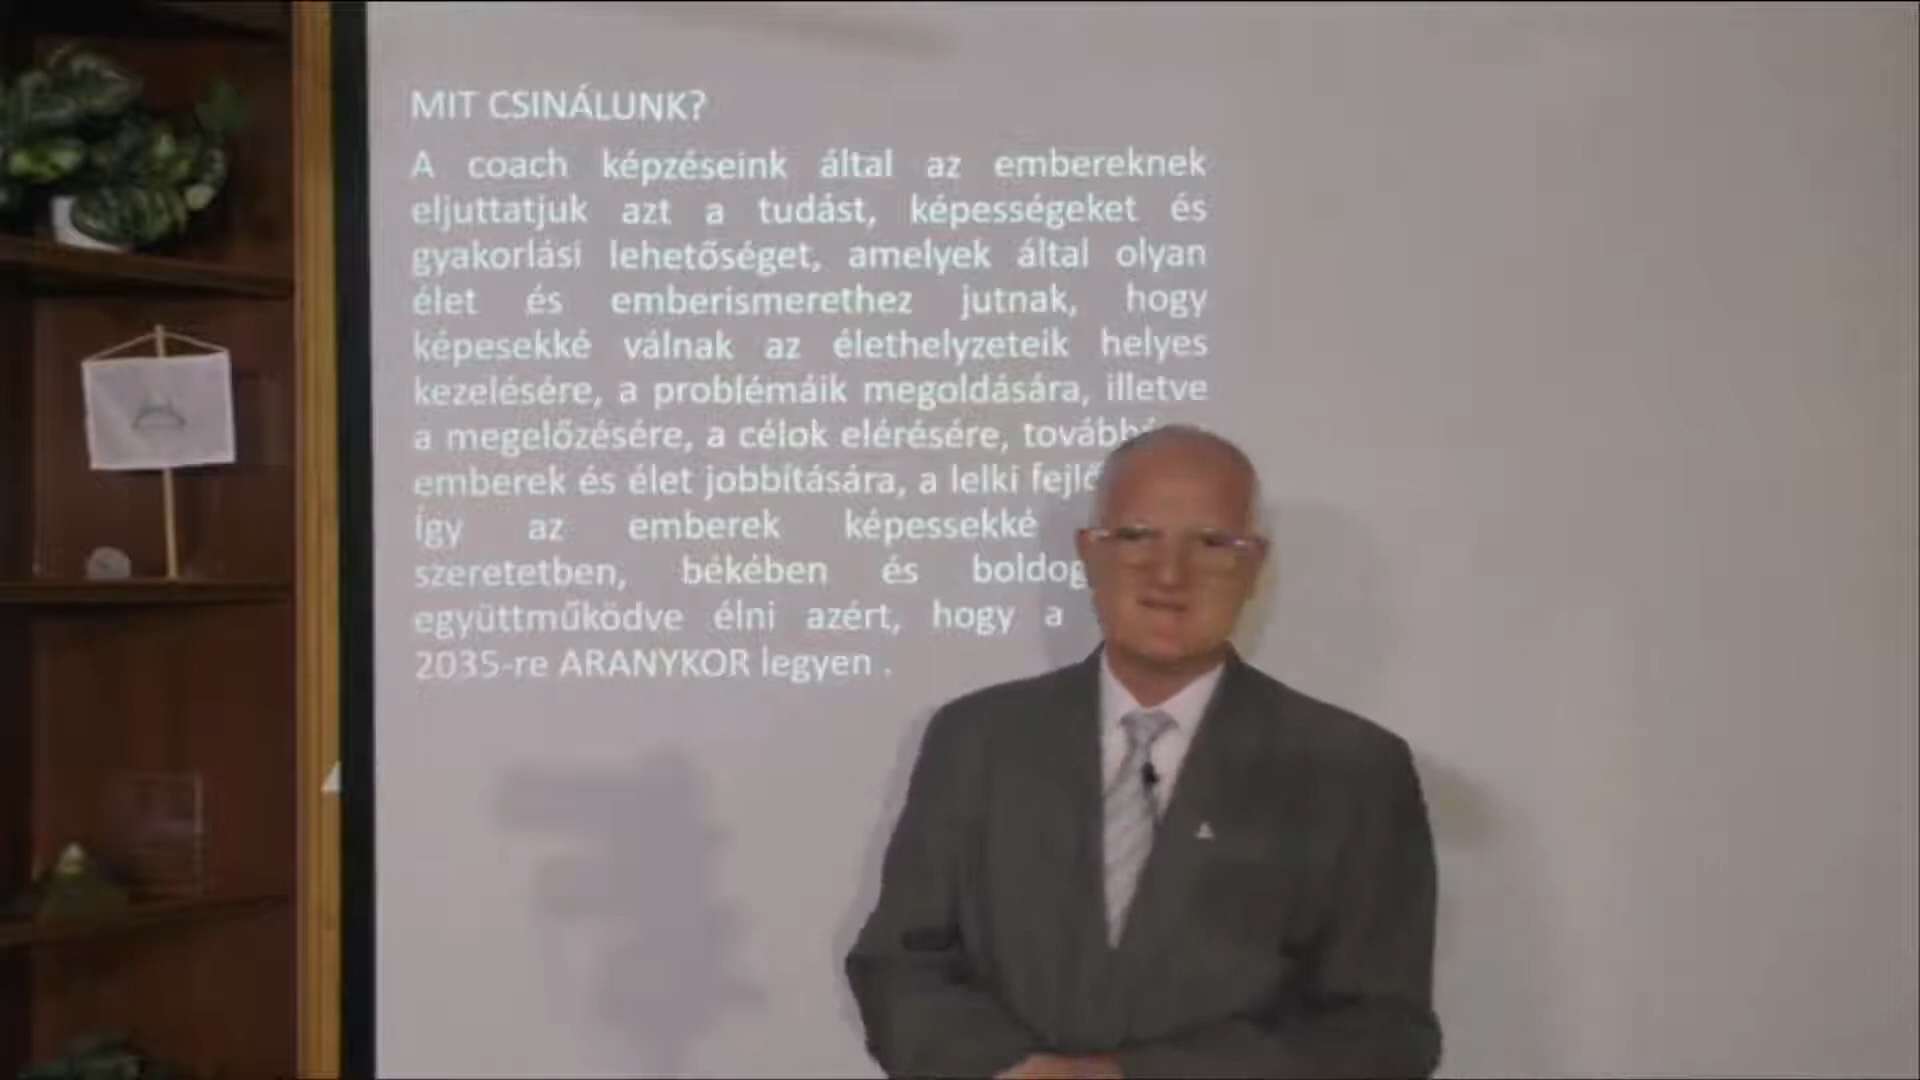 MIT CSINÁLUNK?
A coach képzéseink által az embereknek
eljuttatjuk azt a tudást, képességeket és
gyakorlási lehetőséget, amelyek által olyan
élet és emberismerethez jutnak, hogy
képesekké válnak az élethelyzeteik helyes
kezelésére, a problémáik megoldására, illetve
a megelőzésére, a célok elérésére,
emberek és élet jobbítására, a lelki
így az emberek képessekké
szeretetben, békében és
együttműködve élni azért, hogy a
2035-re ARANYKOR legyen .